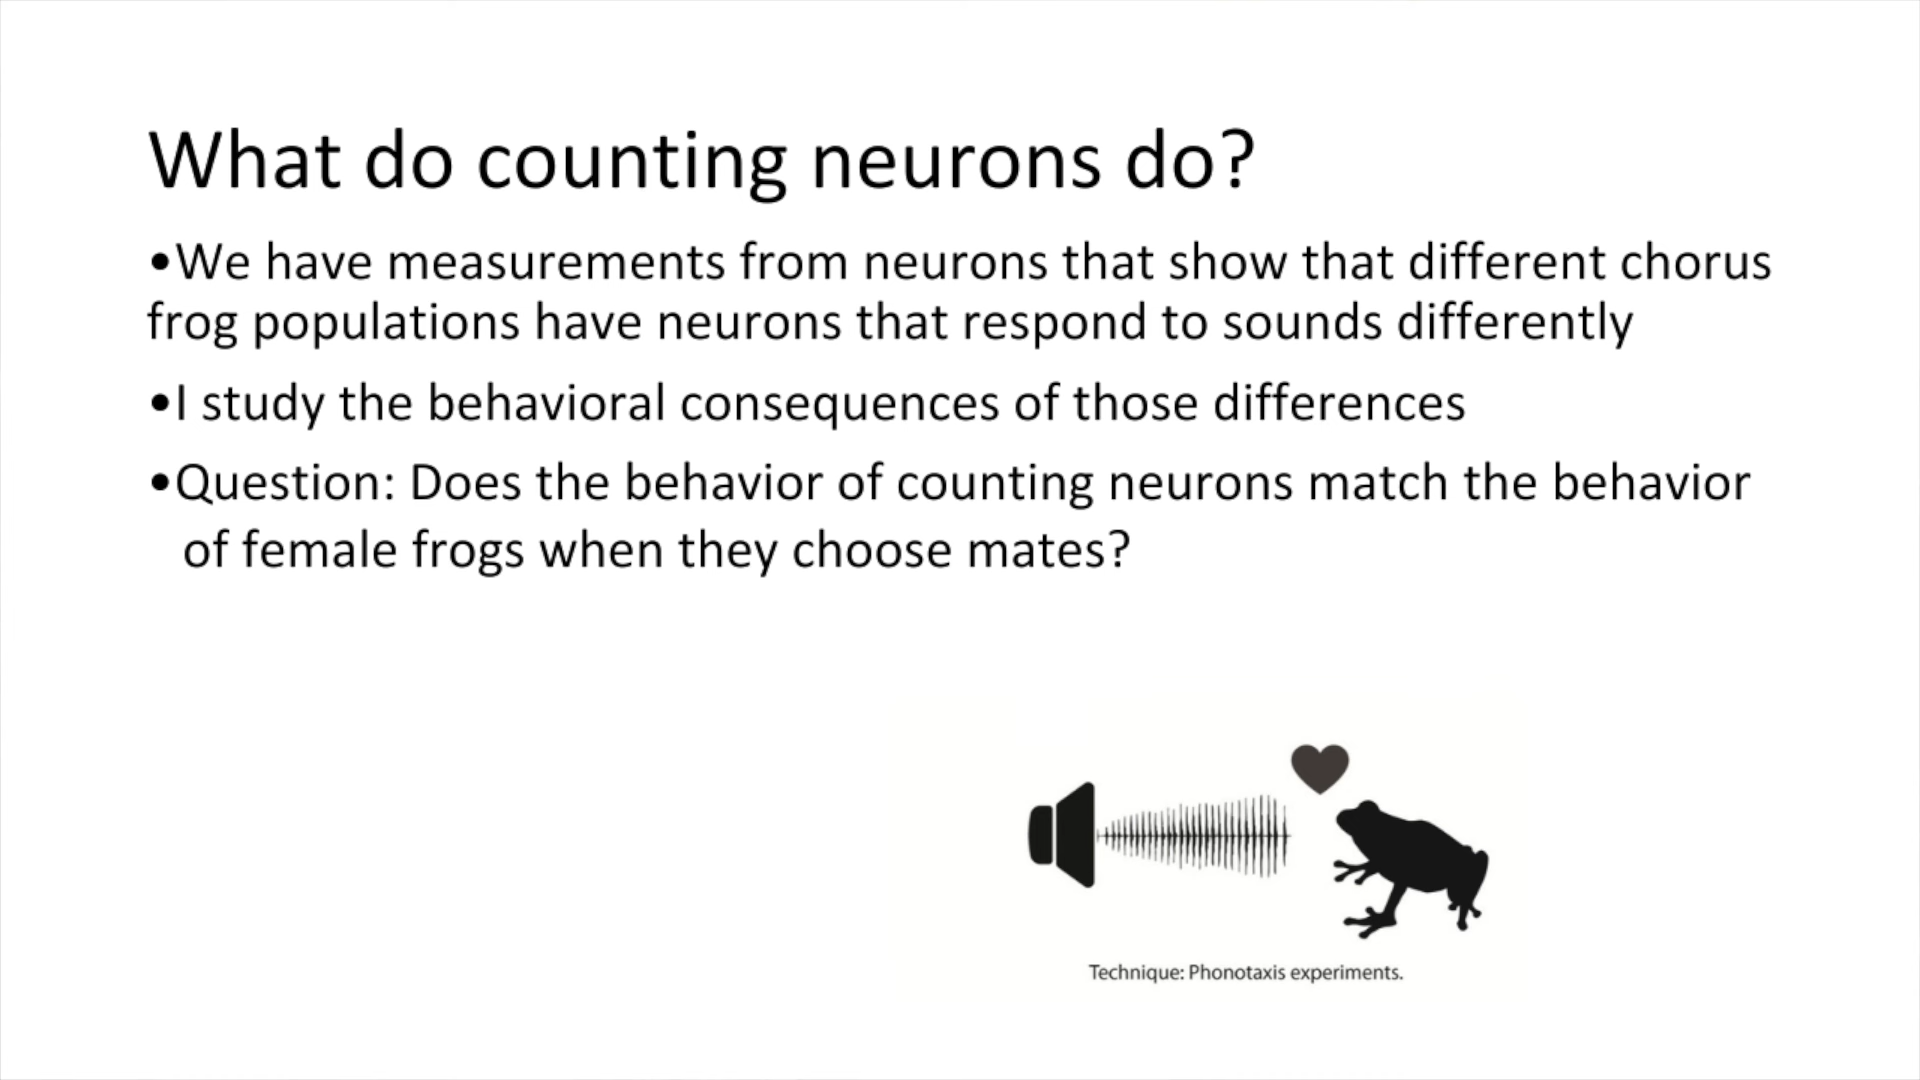 What do counting neurons do?
•We have measurements from neurons that show that different chorus
frog populations have neurons that respond to sounds differently
•I study the behavioral consequences of those differences
•Question: Does the behavior of counting neurons match the behavior
of female frogs when they choose mates?
Technique: Phonotaxis experiments.